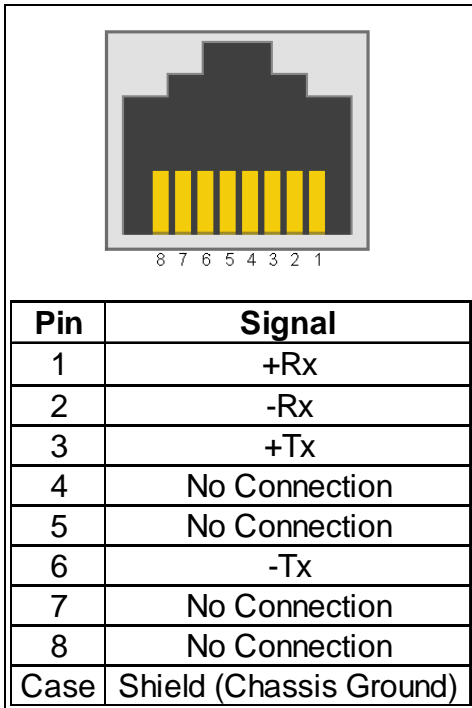 8 7 6 5 4 3 2 1
Pin Signal
1 +Rx
2 -Rx
3 +Tx
4 No Connection
5 No Connection
6 -Tx
7 No Connection
8 No Connection
Case Shield (Chassis Ground)